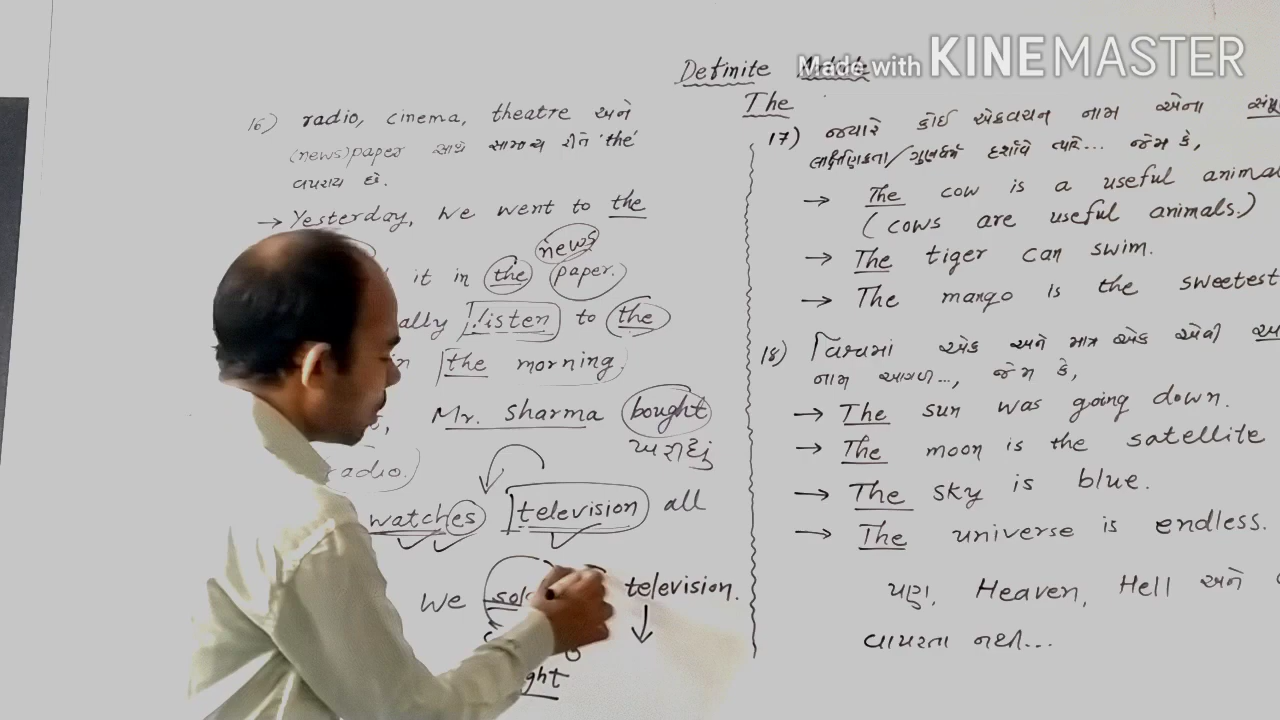 Made with KINEMASTER
Definite Article
The
16) radio, cinema, theatre અને
(news)paper સાથે સામાન્ય રીતે 'the'
વપરાય છે.
→ Yesterday, we went to the
news
it in the paper.
ally listen to the
the morning.
Mr. Sharma bought
ખરીદ્યું
radio.)
watches television all
We television.
ght
17) જ્યારે કોઈ એકવચન નામ એના
લાક્ષણિકતા/ગુણધર્મ દર્શાવે ત્યારે... જેમ કે,
→ The cow is a useful anima
(cows are useful animals.)
→ The tiger can swim.
→ The mango is the sweetest
18) વિશ્વમાં એક અને માત્ર એક એવી
નામ આગળ..., જેમ કે,
→ The sun was going down.
→ The moon is the satellite
→ The sky is blue.
→ The universe is endless.
પણ, Heaven, Hell અને
વાપરતા નથી...